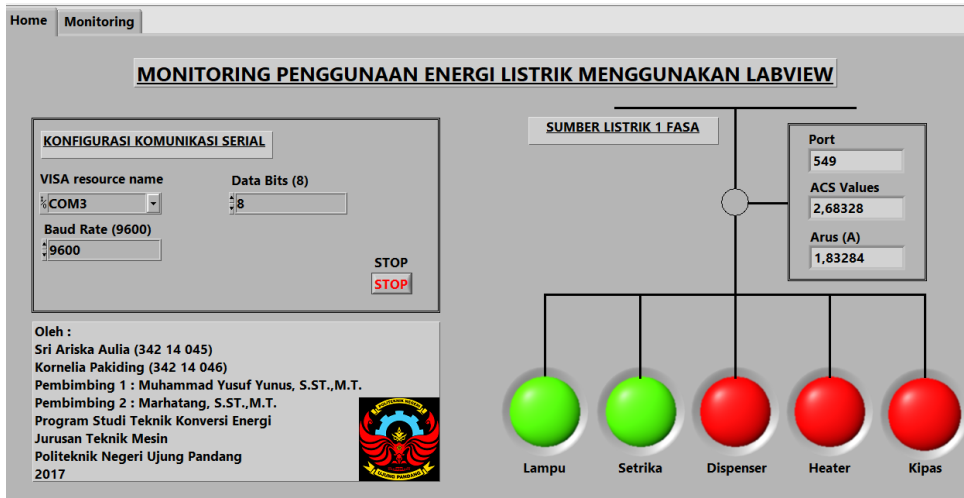 Home
Monitoring
MONITORING PENGGUNAAN ENERGI LISTRIK MENGGUNAKAN LABVIEW
KONFIGURASI KOMUNIKASI SERIAL
VISA resource name
COM3
Data Bits (8)
8
Baud Rate (9600)
9600
STOP
STOP
SUMBER LISTRIK 1 FASA
Port
549
ACS Values
2,68328
Arus (A)
1,83284
Oleh :
Sri Ariska Aulia (342 14 045)
Kornelia Pakiding (342 14 046)
Pembimbing 1 : Muhammad Yusuf Yunus, S.ST.,M.T.
Pembimbing 2 : Marhatang, S.ST.,M.T.
Program Studi Teknik Konversi Energi
Jurusan Teknik Mesin
Politeknik Negeri Ujung Pandang
2017
POLITEKNIK NEGERI
UJUNG PANDANG
Lampu
Setrika
Dispenser
Heater
Kipas